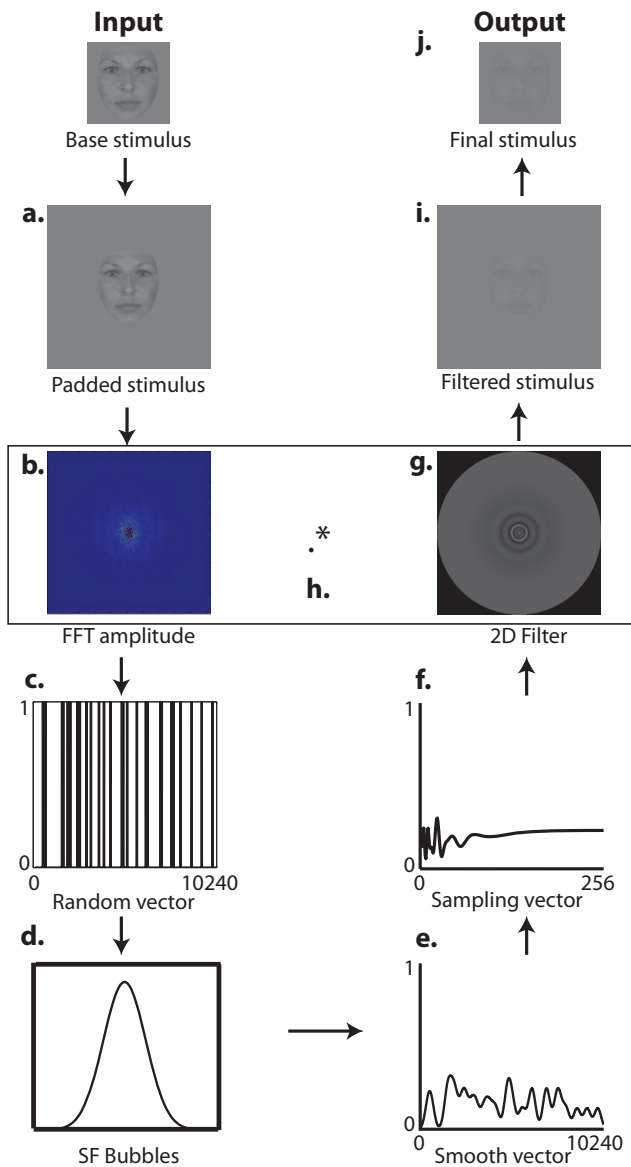 Input
Base stimulus
a.
Padded stimulus
b.
FFT amplitude
c.
1
0
0 10240
Random vector
d.
SF Bubbles
.*
h.
Output
j.
Final stimulus
i.
Filtered stimulus
g.
2D Filter
f.
1
0
0 256
Sampling vector
e.
1
0
0 10240
Smooth vector